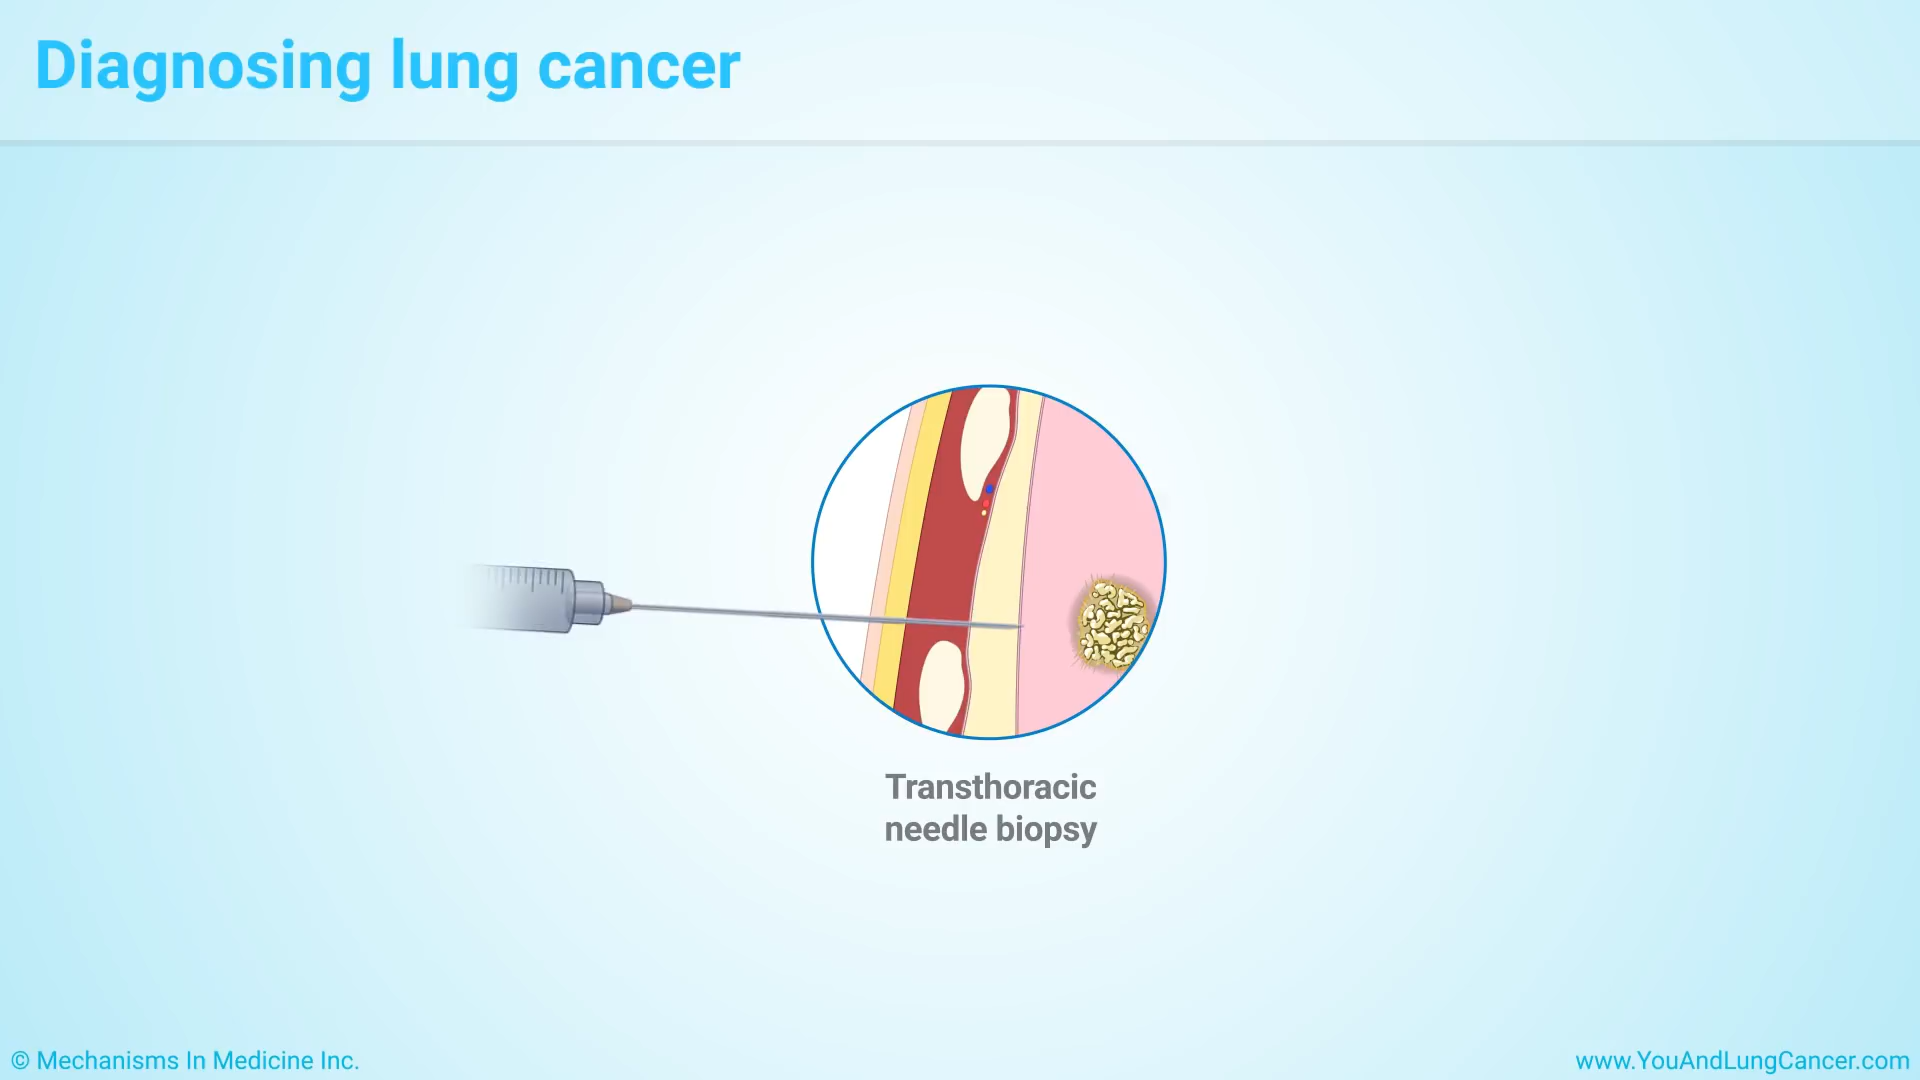 Diagnosing lung cancer
Transthoracic
needle biopsy
© Mechanisms In Medicine Inc.
www.YouAndLungCancer.com